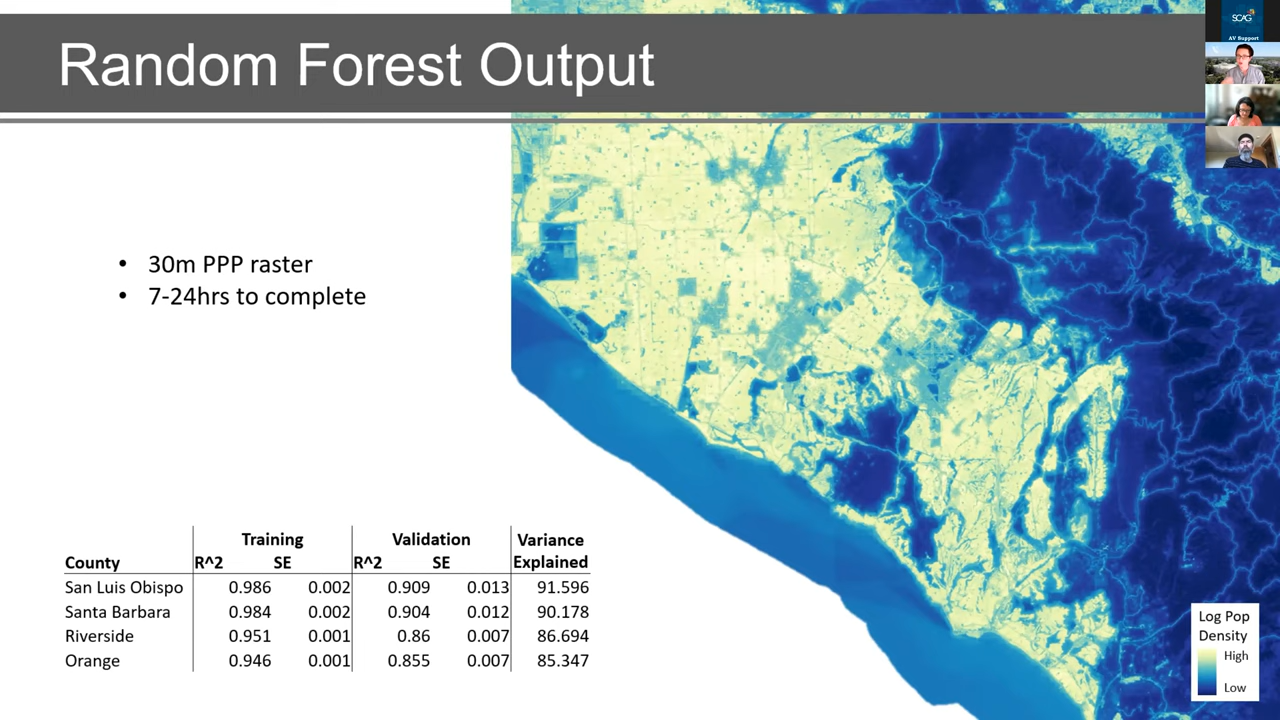 Random Forest Output
SCAG
AV Support
• 30m PPP raster
• 7-24hrs to complete
Training Validation Variance
County R^2 SE R^2 SE Explained
San Luis Obispo 0.986 0.002 0.909 0.013 91.596
Santa Barbara 0.984 0.002 0.904 0.012 90.178
Riverside 0.951 0.001 0.86 0.007 86.694
Orange 0.946 0.001 0.855 0.007 85.347
Log Pop
Density
High
Low